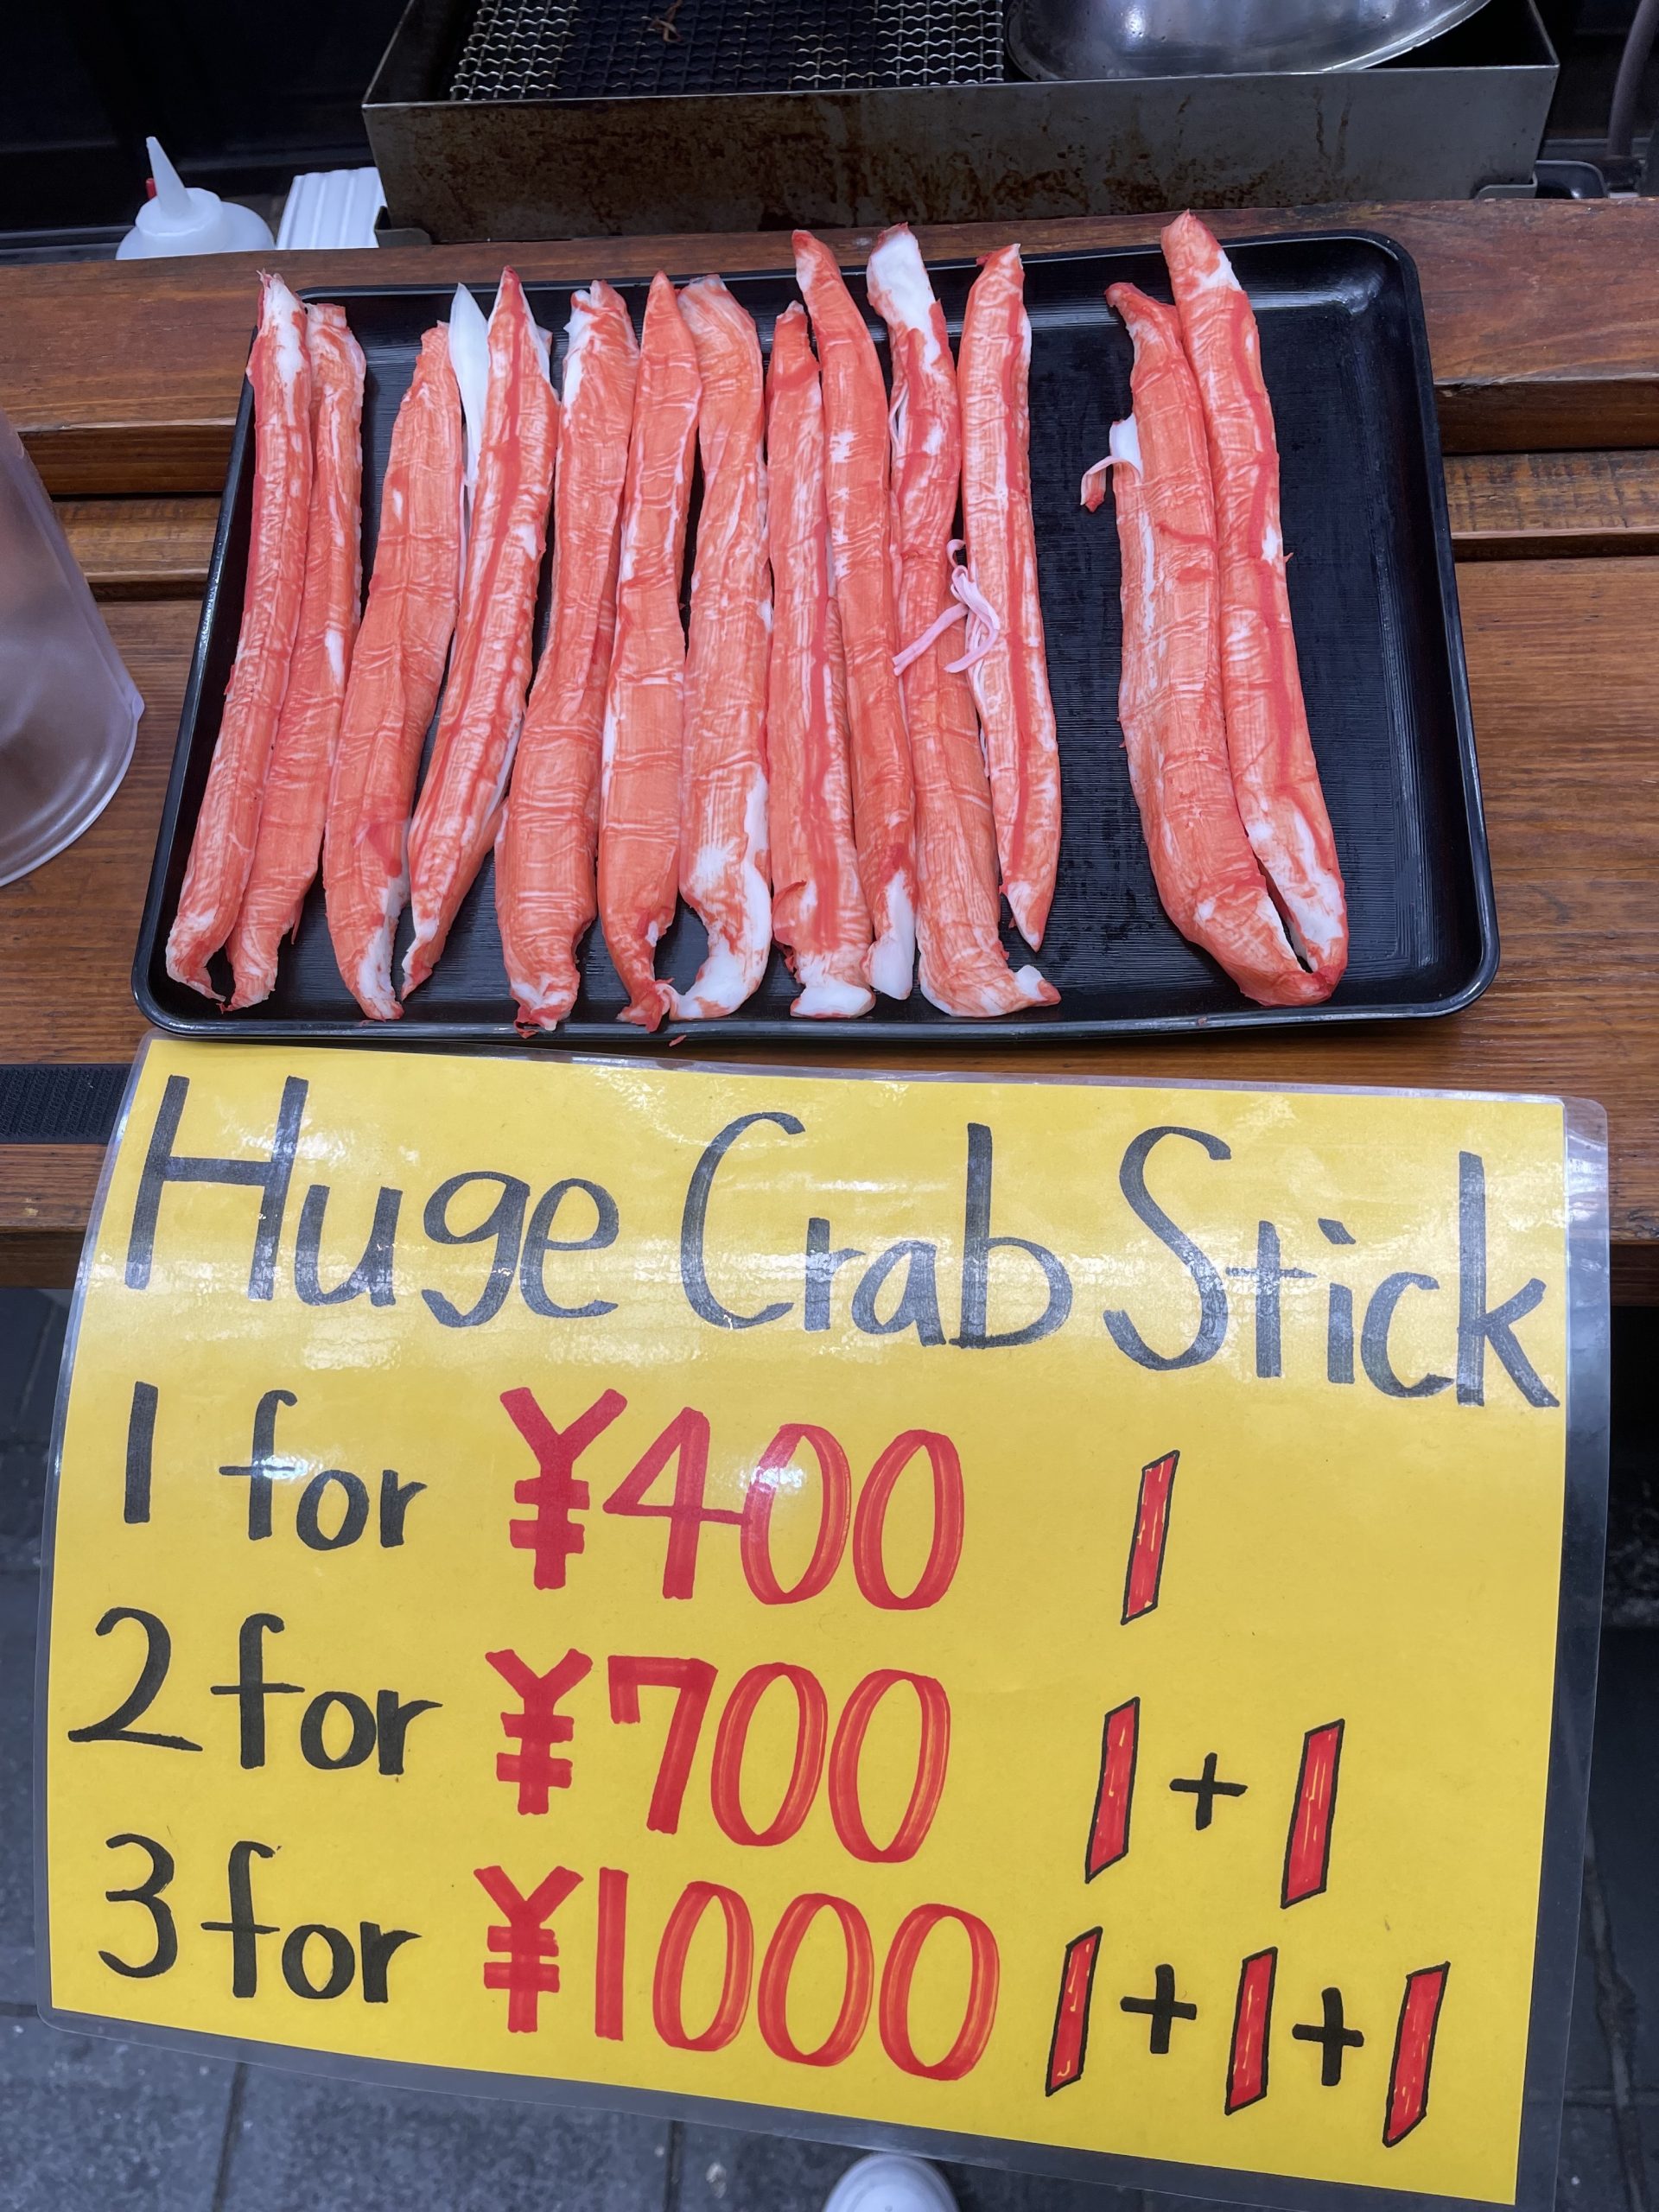 Huge Crab Stick
1 for ¥400
2 for ¥700
3 for ¥1000